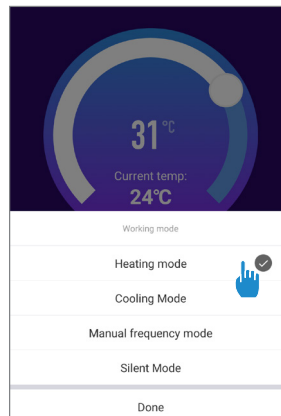 31°C
Current temp:
24°C
Working mode
Heating mode
Cooling Mode
Manual frequency mode
Silent Mode
Done